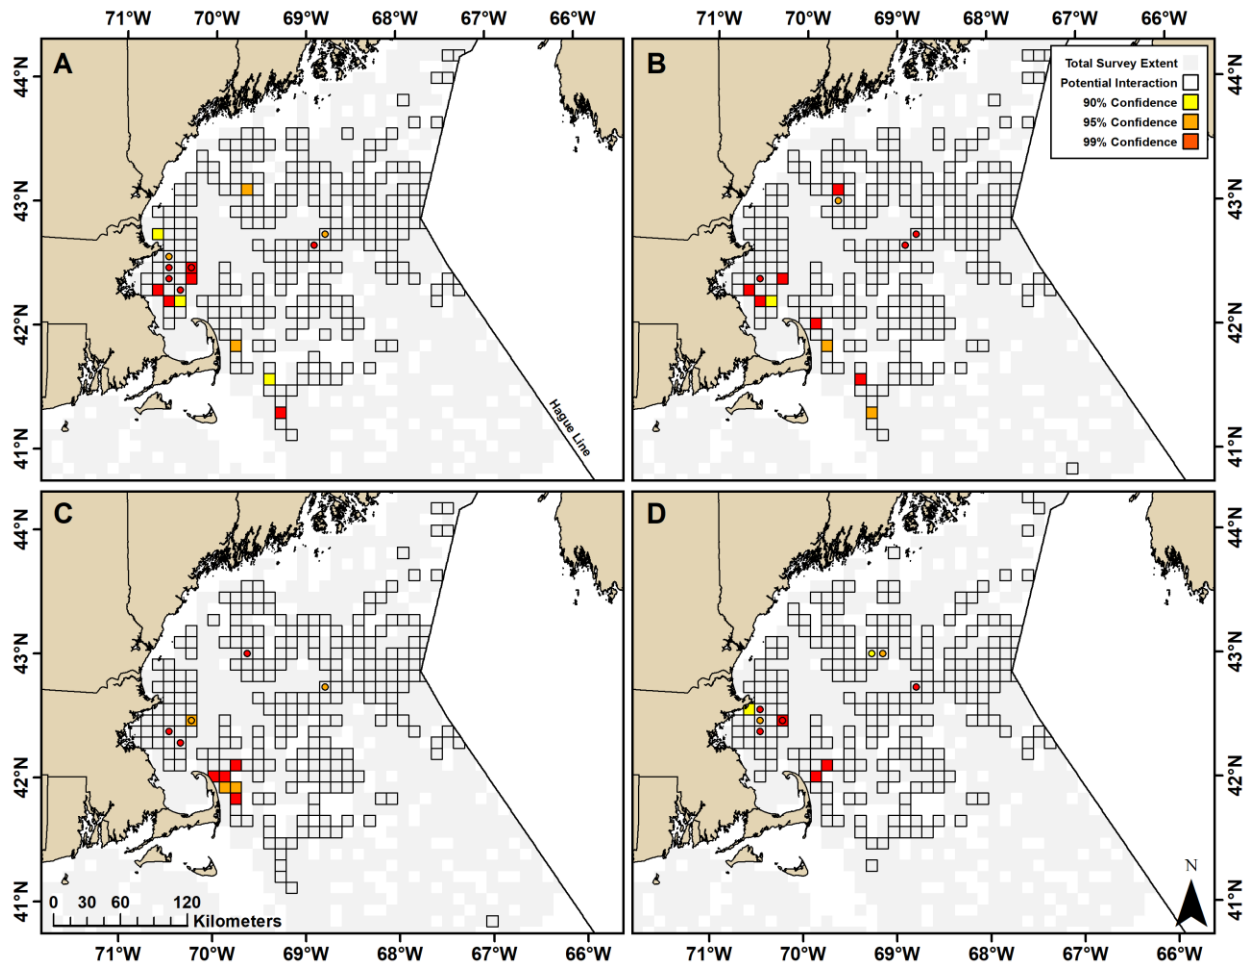 71°W 70°W 69°W 68°W 67°W 66°W 71°W 70°W 69°W 68°W 67°W 66°W
A
B
Total Survey Extent
Potential Interaction
90% Confidence
95% Confidence
99% Confidence
44°N 44°N
43°N 43°N
42°N 42°N
41°N 41°N
Hague Line
C
D
44°N 44°N
43°N 43°N
42°N 42°N
41°N 41°N
0 30 60 120
Kilometers
N
71°W 70°W 69°W 68°W 67°W 66°W 71°W 70°W 69°W 68°W 67°W 66°W